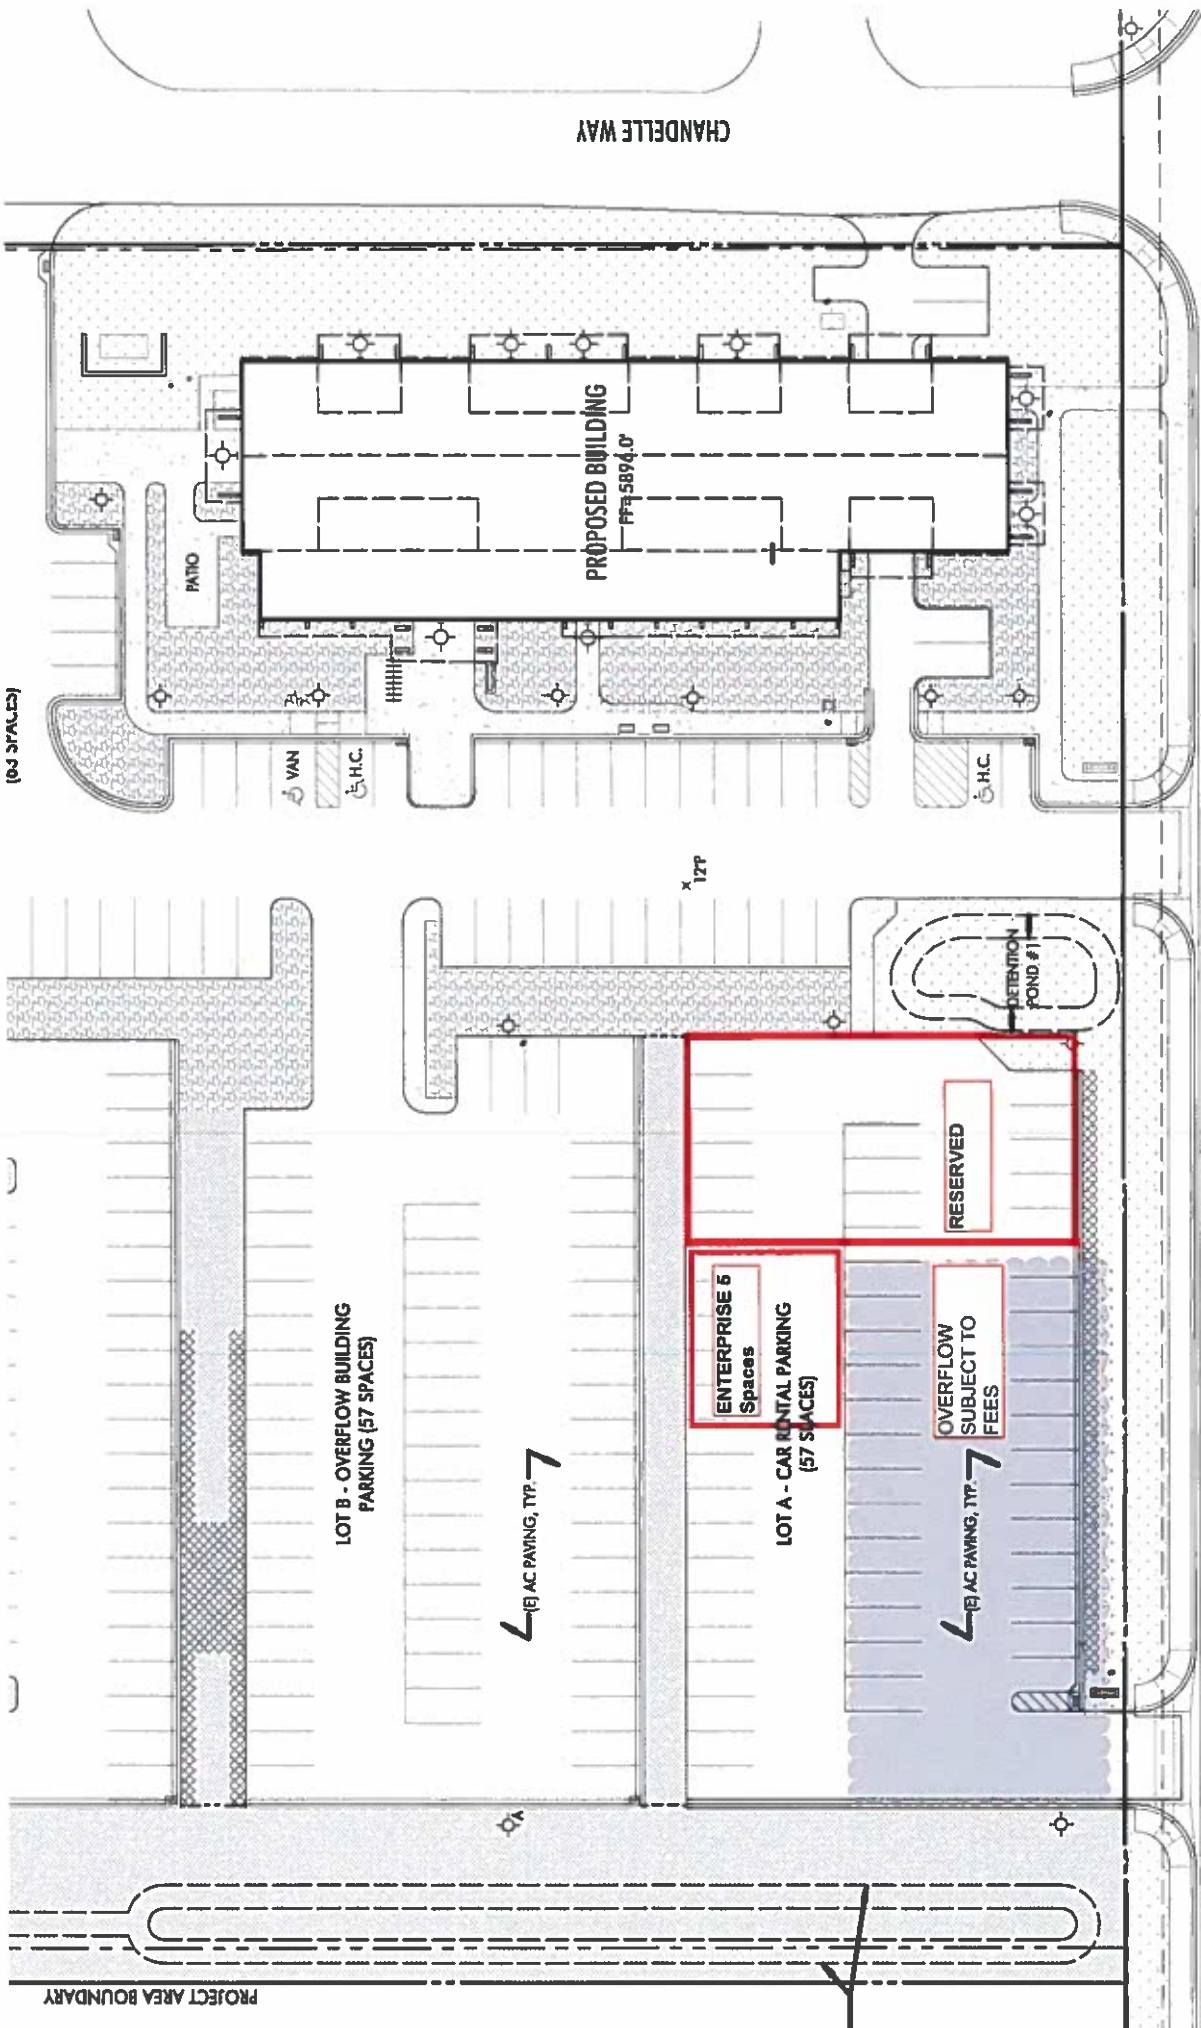 CHANDELLE WAY
PROPOSED BUILDING
FF=5896.0'
PATIO
VAN
H.C.
H.C.
12"P
DETENTION
POND #1
RESERVED
ENTERPRISE 5
Spaces
OVERFLOW
SUBJECT TO
FEES
LOT A - CAR RENTAL PARKING
(57 SPACES)
LOT B - OVERFLOW BUILDING
PARKING (57 SPACES)
(E) AC PAVING, TYP.
(E) AC PAVING, TYP.
PROJECT AREA BOUNDARY